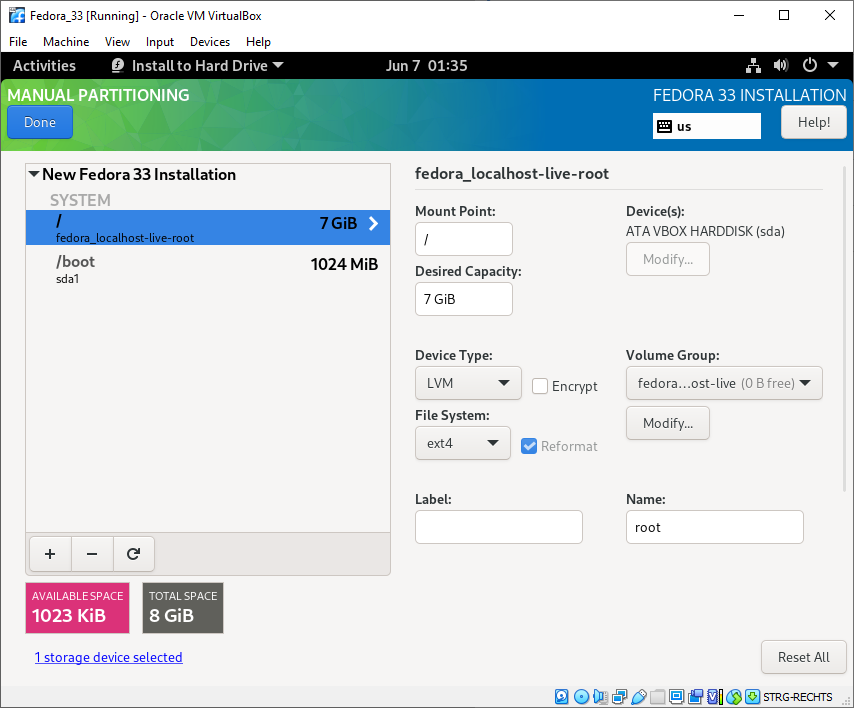 Fedora_33 [Running] - Oracle VM VirtualBox
File Machine View Input Devices Help
Activities Install to Hard Drive Jun 7 01:35
MANUAL PARTITIONING
FEDORA 33 INSTALLATION
Done
us
Help!
New Fedora 33 Installation
SYSTEM
/ 7 GiB
fedora_localhost-live-root
/boot 1024 MiB
sda1
fedora_localhost-live-root
Mount Point:
/
Device(s):
ATA VBOX HARDDISK (sda)
Modify...
Desired Capacity:
7 GiB
Device Type:
LVM
Encrypt
Volume Group:
fedora...ost-live (0 B free)
Modify...
File System:
ext4
Reformat
Label:
Name:
root
+ −
AVAILABLE SPACE
1023 KiB
TOTAL SPACE
8 GiB
1 storage device selected
Reset All
STRG-RECHTS